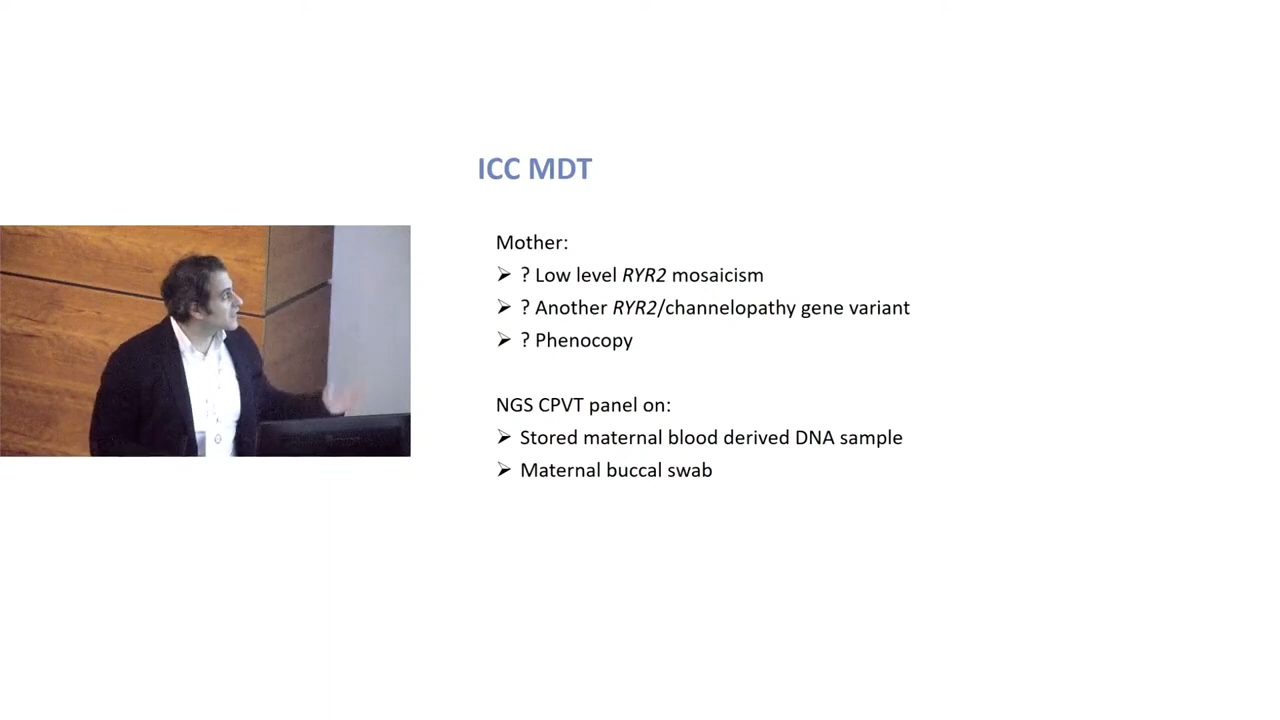 ICC MDT
Mother:
➢ ? Low level RYR2 mosaicism
➢ ? Another RYR2/channelopathy gene variant
➢ ? Phenocopy
NGS CPVT panel on:
➢ Stored maternal blood derived DNA sample
➢ Maternal buccal swab